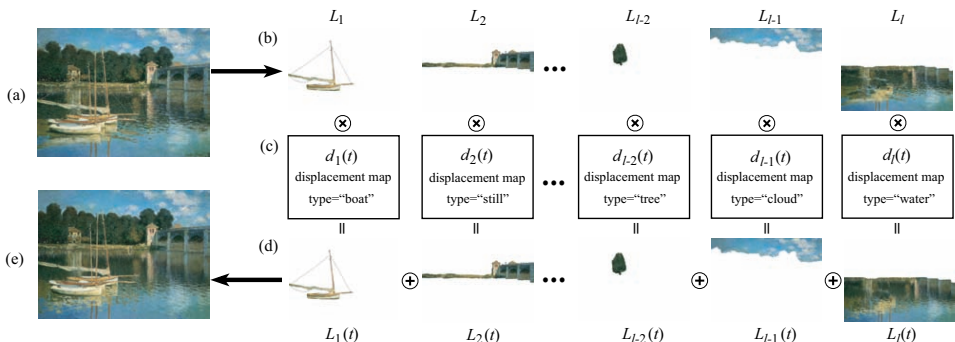 L₁ L₂ Lₗ₋₂ Lₗ₋₁ Lₗ
(a) (b)
(c)
d₁(t) d₂(t) dₗ₋₂(t) dₗ₋₁(t) dₗ(t)
displacement map displacement map displacement map displacement map displacement map
type=“boat” type=“still” type=“tree” type=“cloud” type=“water”
(d)
(e)
L₁(t) L₂(t) Lₗ₋₂(t) Lₗ₋₁(t) Lₗ(t)